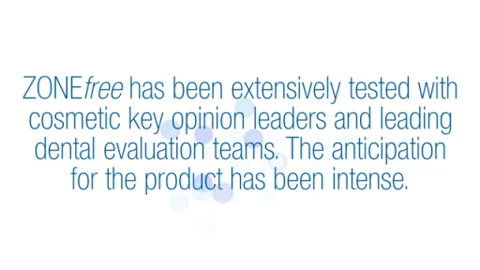 ZONEfree has been extensively tested with
cosmetic key opinion leaders and leading
dental evaluation teams. The anticipation
for the product has been intense.